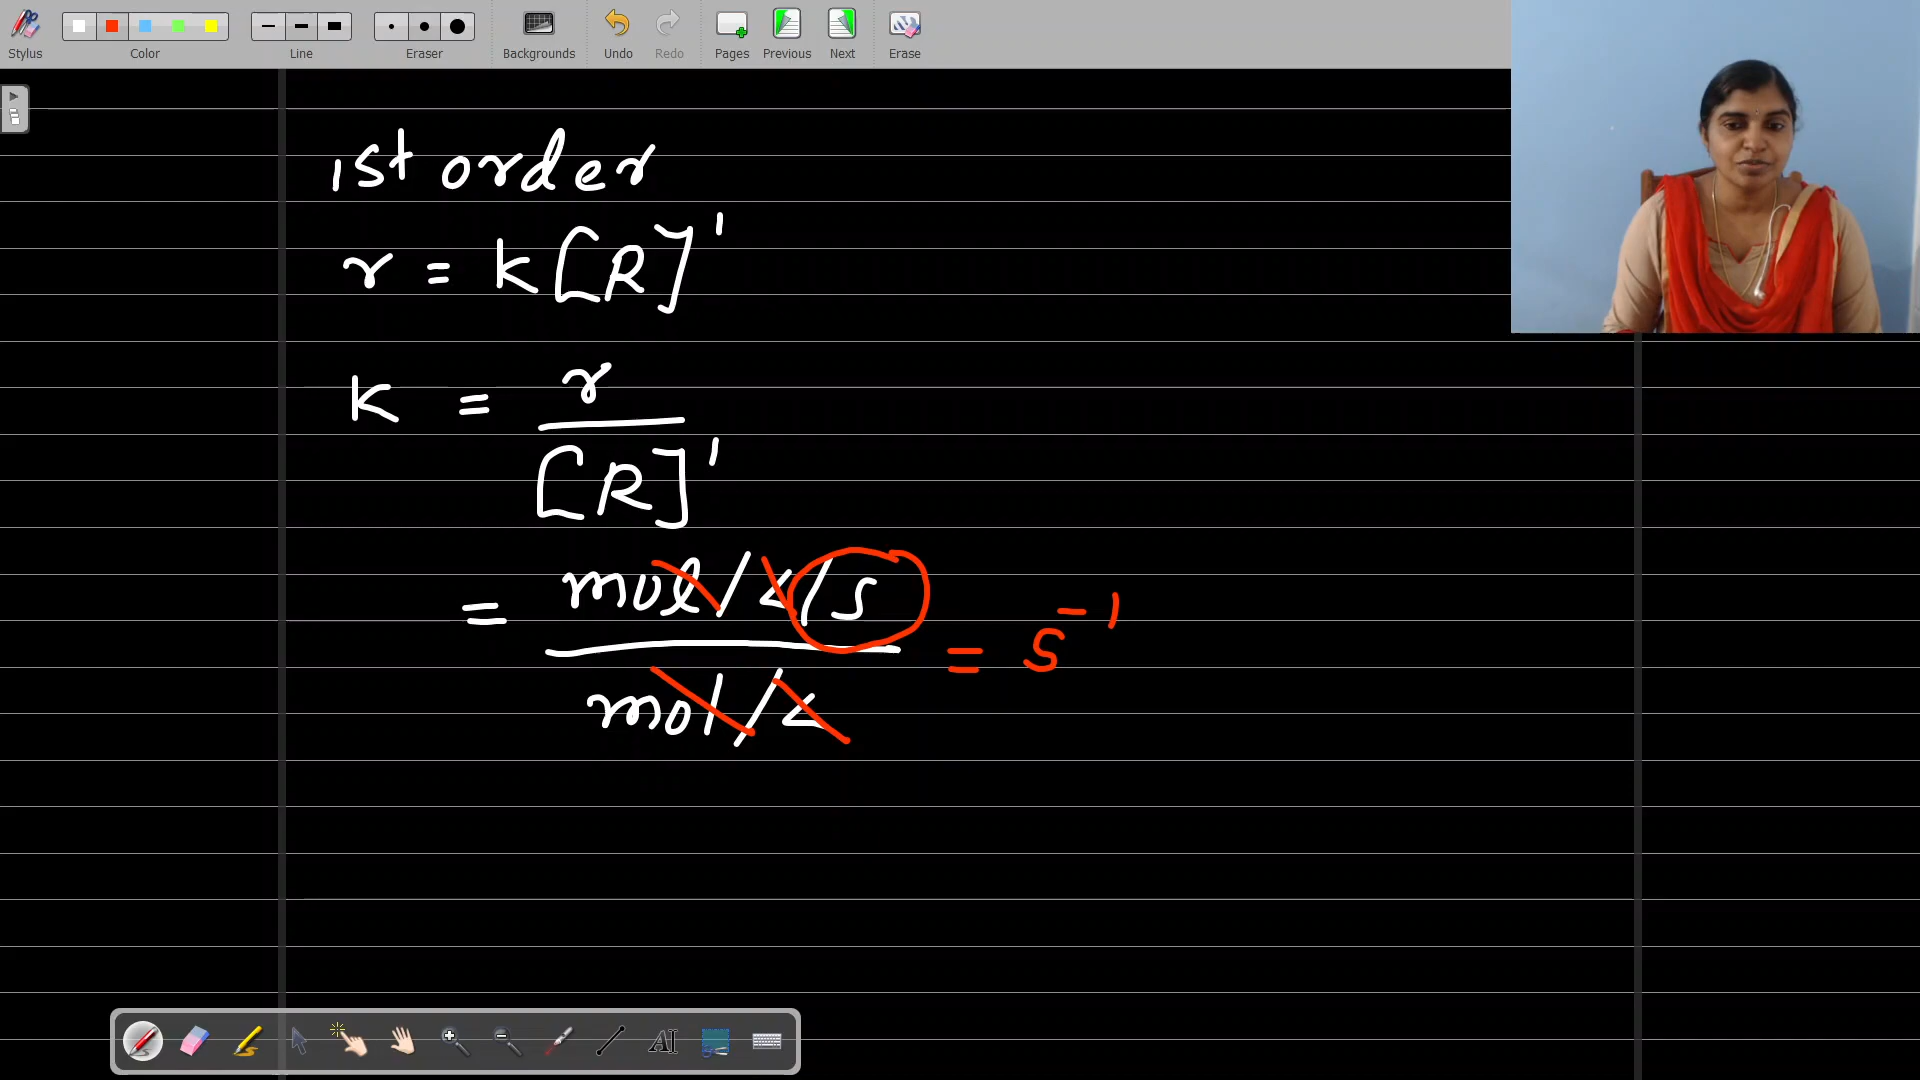 Stylus Color Line Eraser Backgrounds Undo Redo Pages Previous Next Erase
1st order
r = k[R]¹
k = r / [R]¹
= mol/L/s / mol/L = s⁻¹